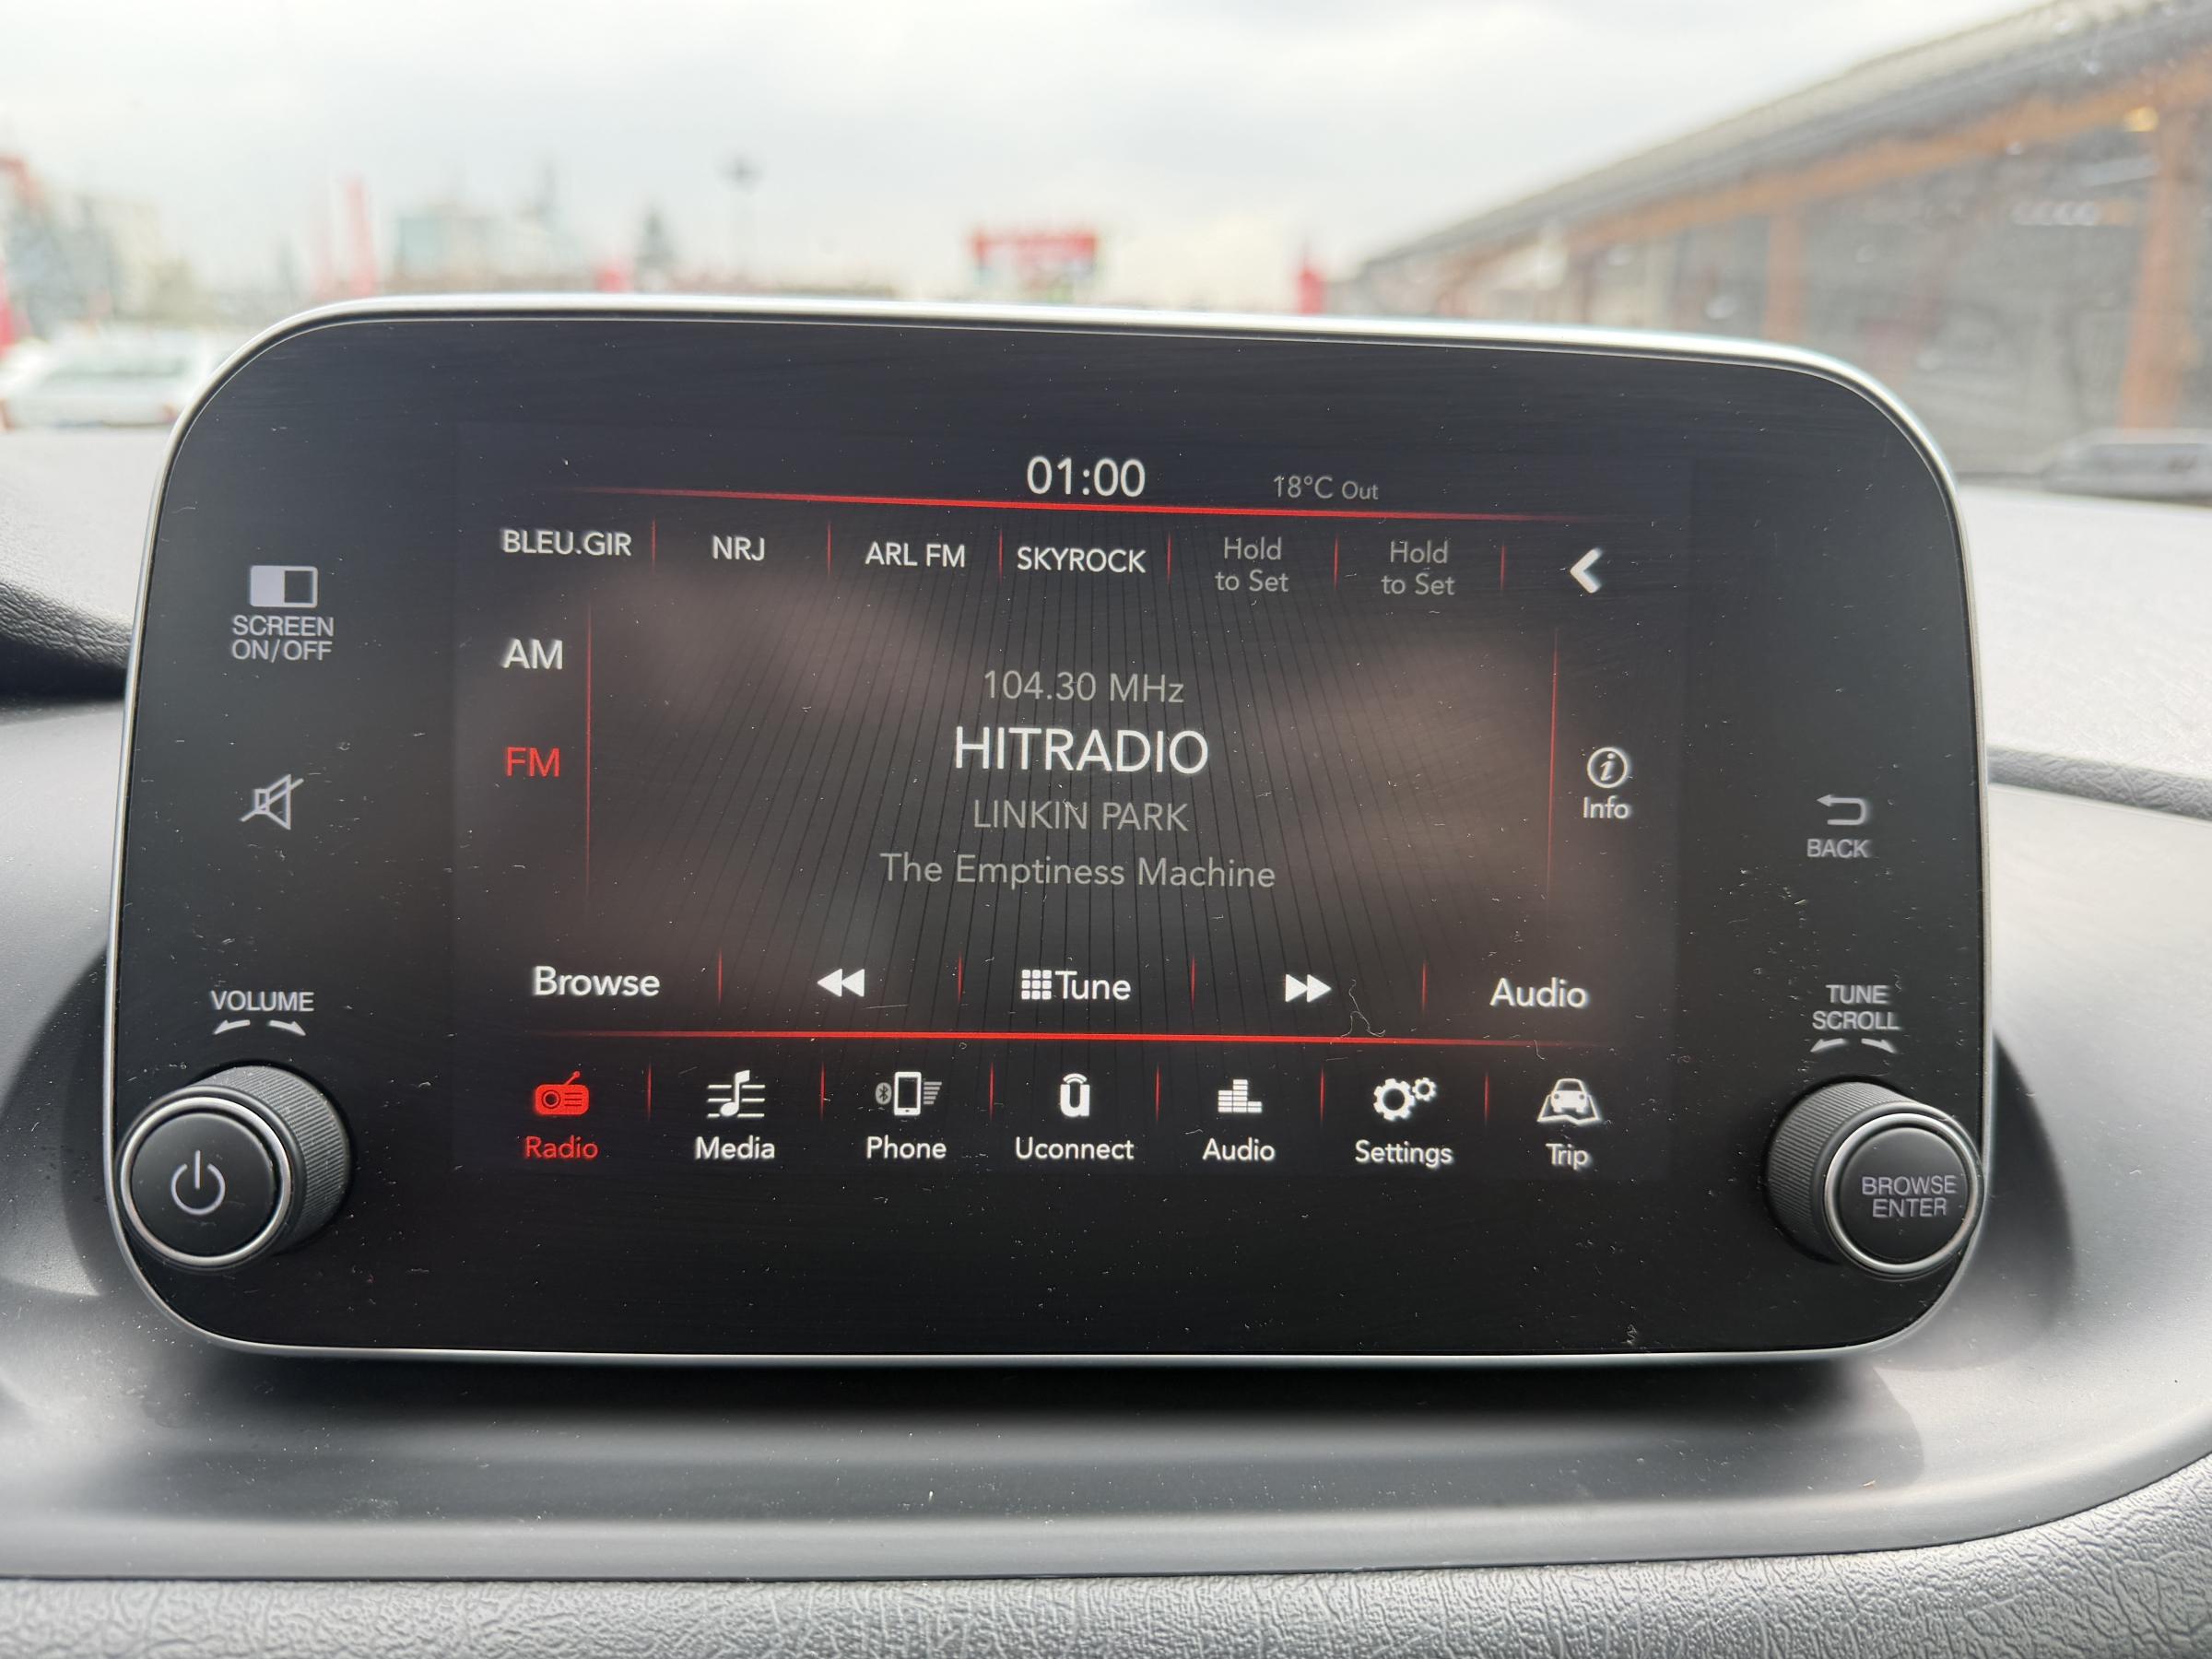 01:00
18°C Out
BLEU.GIR
NRJ
ARL FM
SKYROCK
Hold
to Set
Hold
to Set
SCREEN
ON/OFF
AM
FM
104.30 MHz
HITRADIO
LINKIN PARK
The Emptiness Machine
Info
BACK
Browse
Tune
Audio
VOLUME
TUNE
SCROLL
Radio
Media
Phone
Uconnect
Audio
Settings
Trip
BROWSE
ENTER